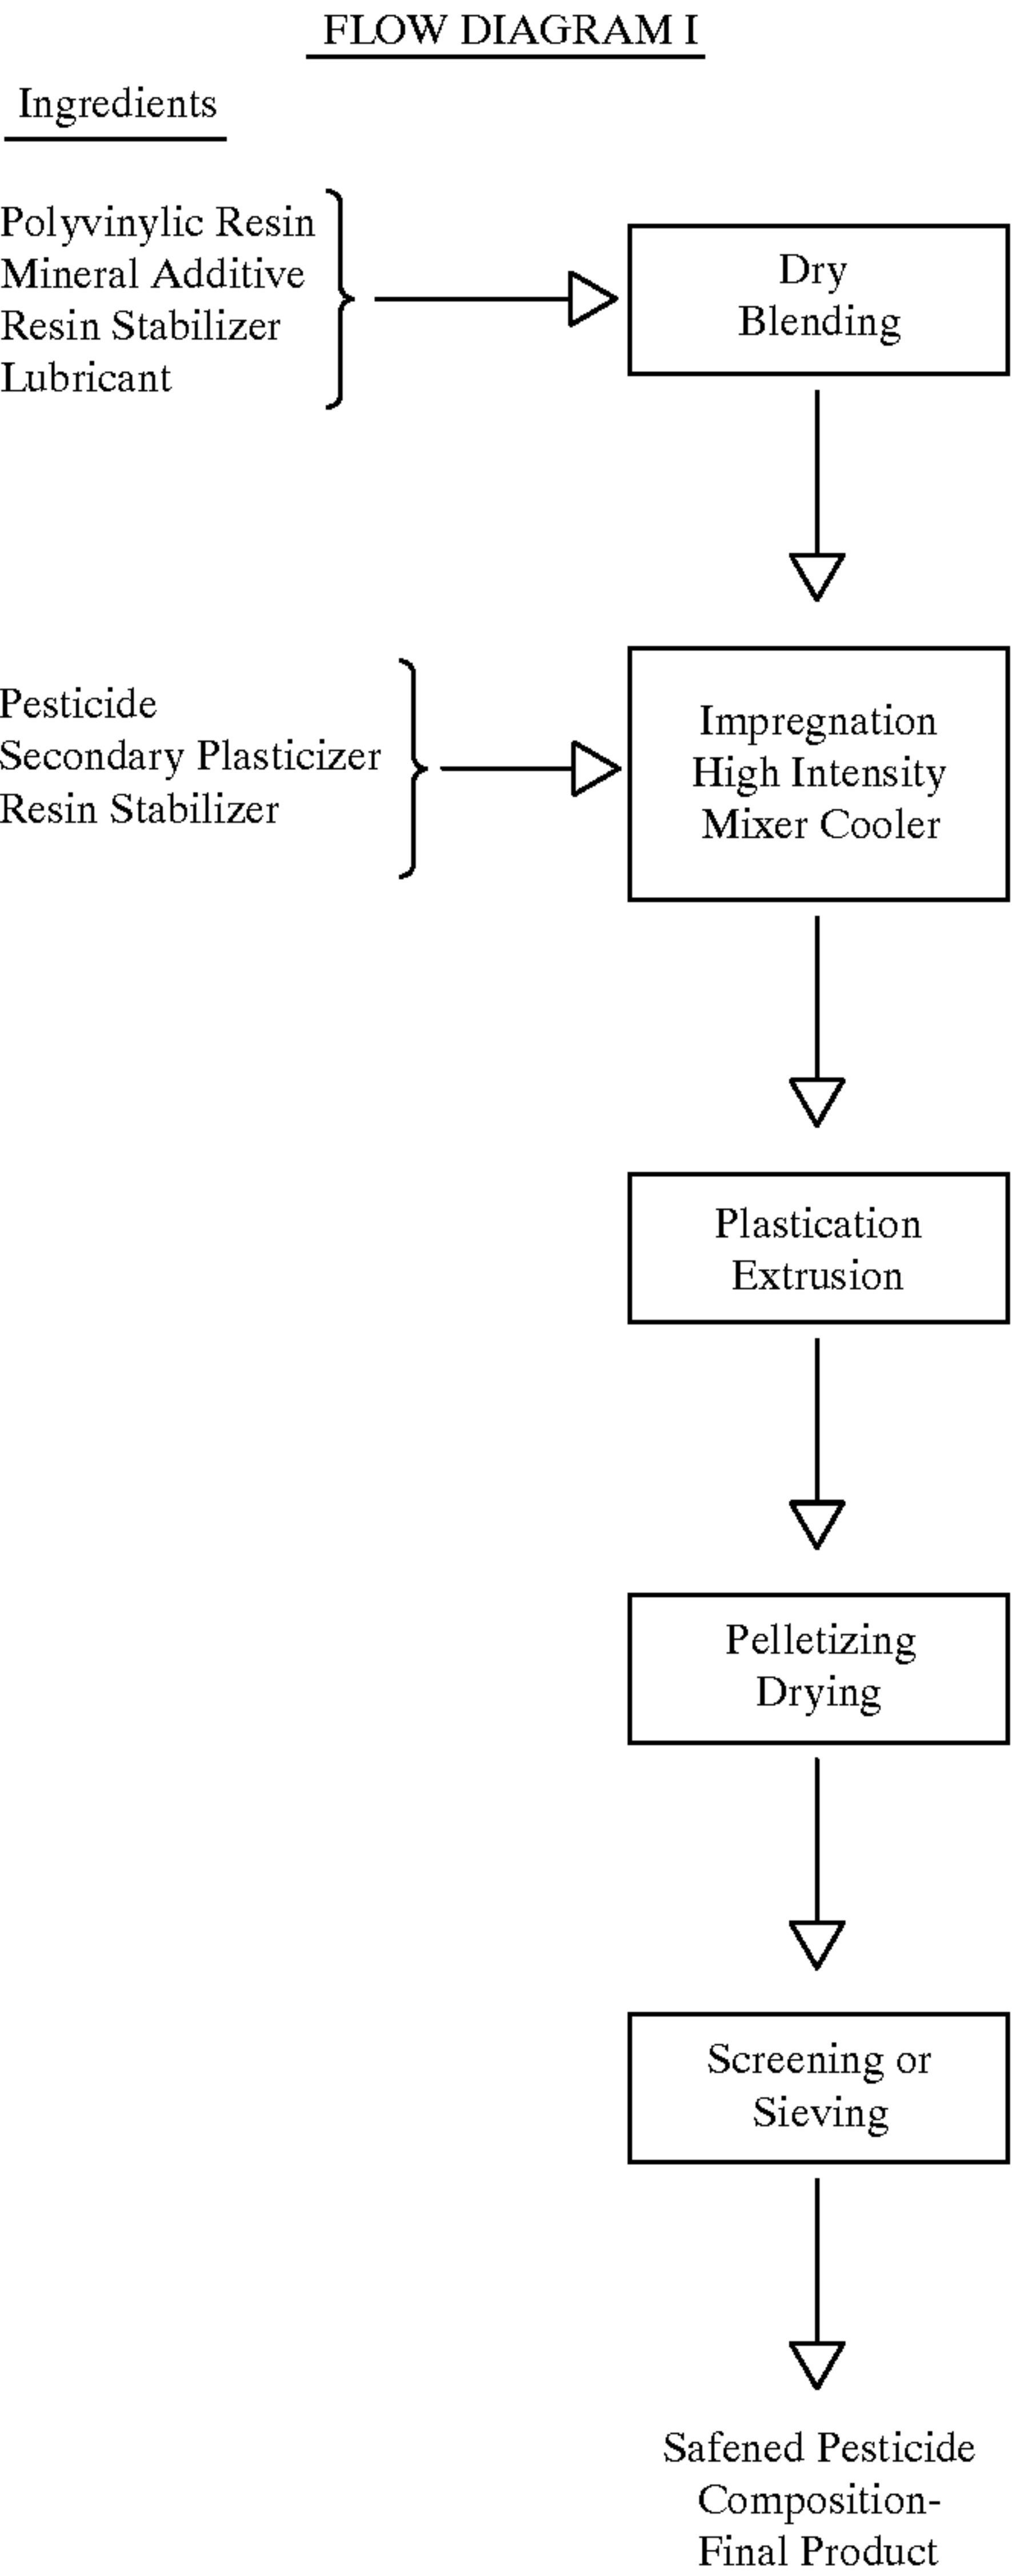 FLOW DIAGRAM I
Ingredients
Polyvinylic Resin
Mineral Additive
Resin Stabilizer
Lubricant
Dry
Blending
Pesticide
Secondary Plasticizer
Resin Stabilizer
Impregnation
High Intensity
Mixer Cooler
Plastication
Extrusion
Pelletizing
Drying
Screening or
Sieving
Safened Pesticide
Composition-
Final Product